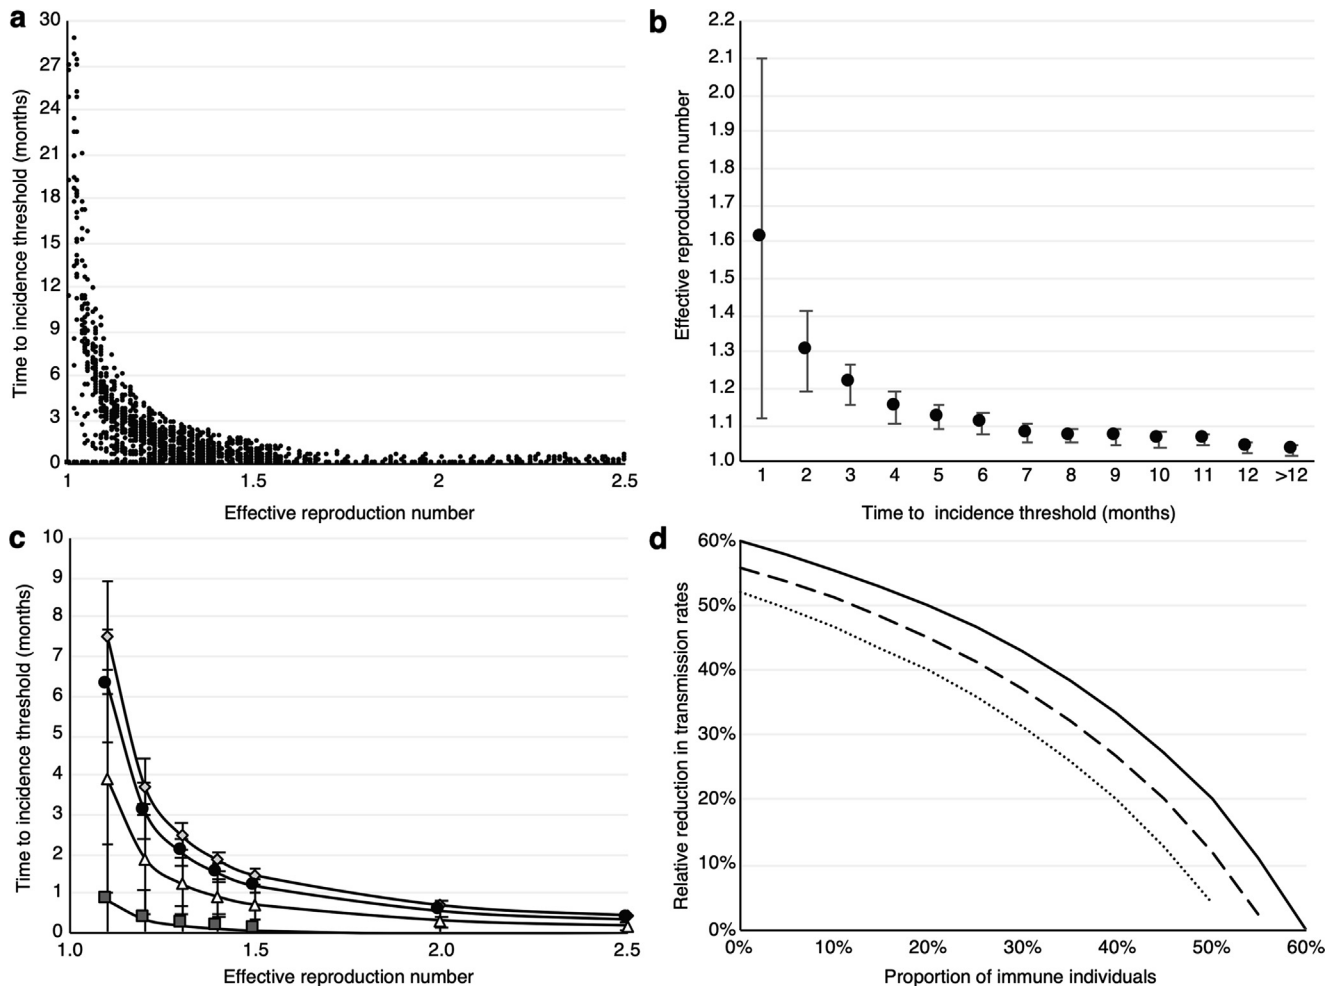 a
30
27
24
21
18
15
12
9
6
3
0
Time to incidence threshold (months)
1 1.5 2 2.5
Effective reproduction number
b
2.2
2.1
2.0
1.9
1.8
1.7
1.6
1.5
1.4
1.3
1.2
1.1
1.0
Effective reproduction number
1 2 3 4 5 6 7 8 9 10 11 12 >12
Time to incidence threshold (months)
c
10
9
8
7
6
5
4
3
2
1
0
Time to incidence threshold (months)
1.0 1.5 2.0 2.5
Effective reproduction number
d
60%
50%
40%
30%
20%
10%
0%
Relative reduction in transmission rates
0% 10% 20% 30% 40% 50% 60%
Proportion of immune individuals